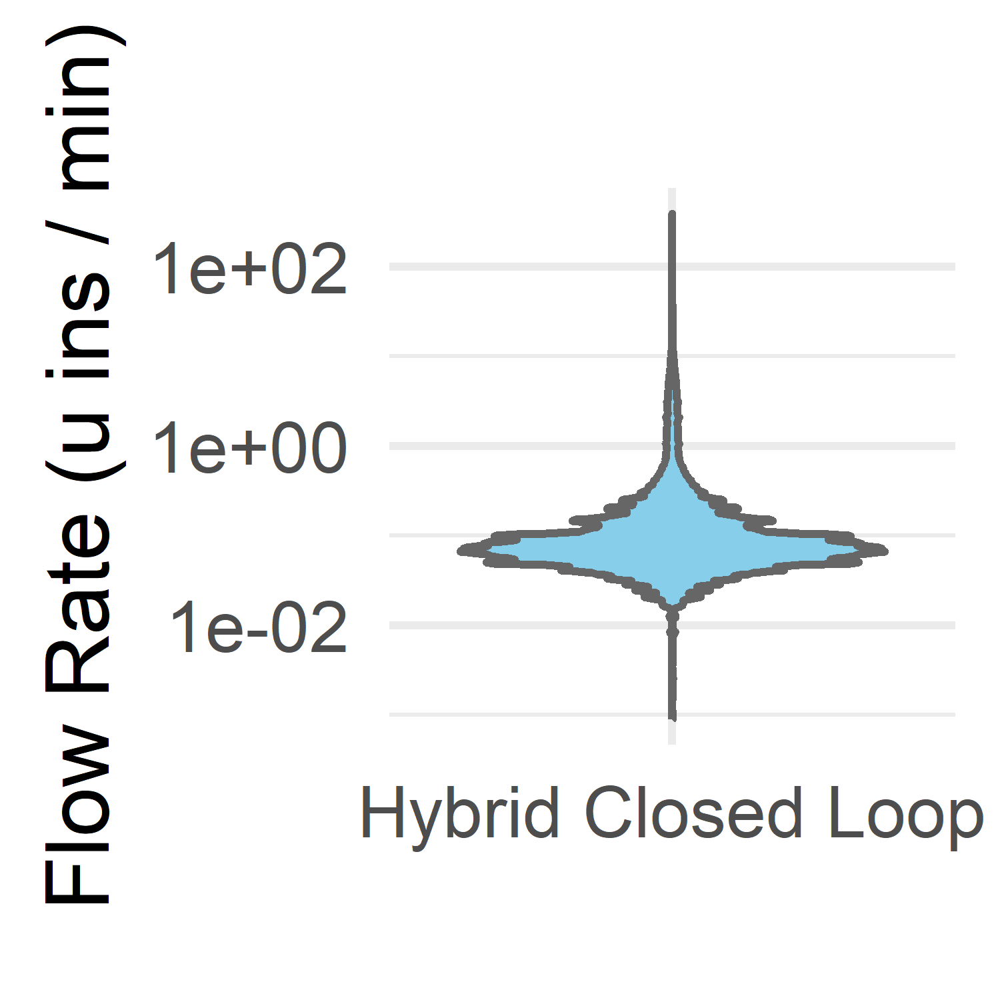 Flow Rate (u ins / min)
1e+02
1e+00
1e-02
Hybrid Closed Loop